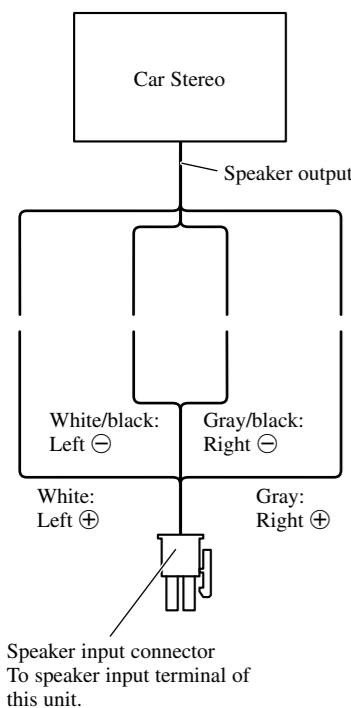 Car Stereo
Speaker output
White/black:
Left ⊖
Gray/black:
Right ⊖
White:
Left ⊕
Gray:
Right ⊕
Speaker input connector
To speaker input terminal of
this unit.